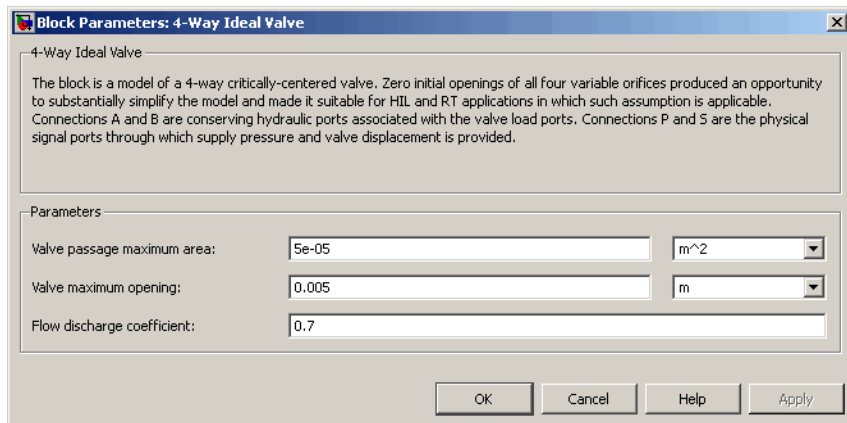 Block Parameters: 4-Way Ideal Valve
4-Way Ideal Valve
The block is a model of a 4-way critically-centered valve. Zero initial openings of all four variable orifices produced an opportunity
to substantially simplify the model and made it suitable for HIL and RT applications in which such assumption is applicable.
Connections A and B are conserving hydraulic ports associated with the valve load ports. Connections P and S are the physical
signal ports through which supply pressure and valve displacement is provided.
Parameters
Valve passage maximum area: 5e-05 m^2
Valve maximum opening: 0.005 m
Flow discharge coefficient: 0.7
OK Cancel Help Apply